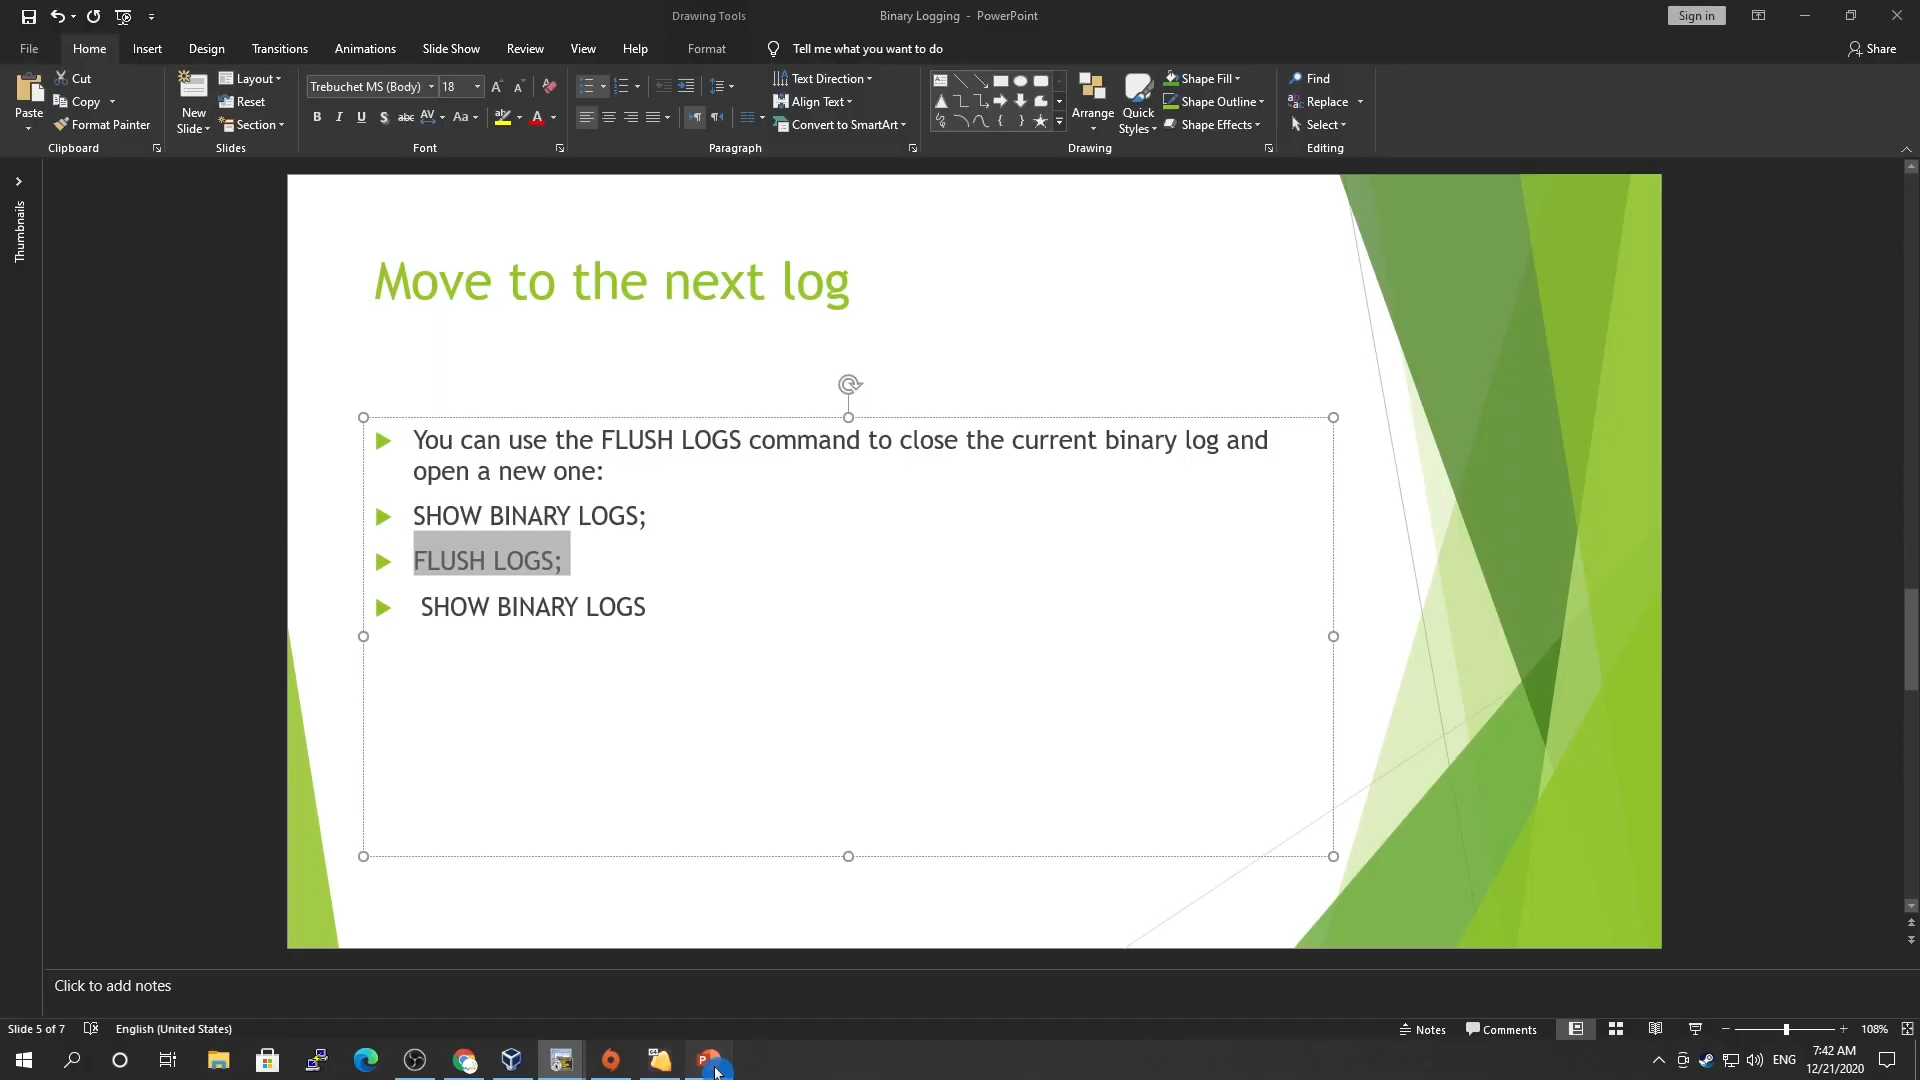 Drawing Tools
Binary Logging - PowerPoint
Sign in
File Home Insert Design Transitions Animations Slide Show Review View Help Format Tell me what you want to do Share
Paste
Cut
Copy
Format Painter
Clipboard
New
Slide
Layout
Reset
Section
Slides
Trebuchet MS (Body) 18
Font
Text Direction
Align Text
Convert to SmartArt
Paragraph
Arrange
Quick
Styles
Shape Fill
Shape Outline
Shape Effects
Drawing
Find
Replace
Select
Editing
Thumbnails
Move to the next log
You can use the FLUSH LOGS command to close the current binary log and
open a new one:
SHOW BINARY LOGS;
FLUSH LOGS;
SHOW BINARY LOGS
Click to add notes
Slide 5 of 7 English (United States) Notes Comments 108%
ENG
7:42 AM
12/21/2020